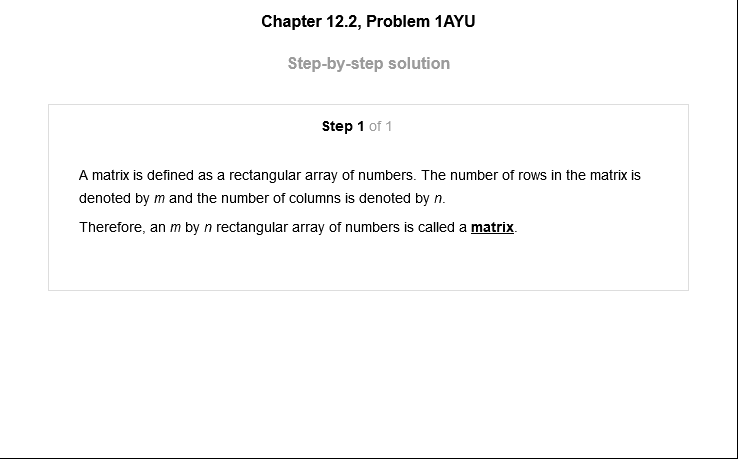 Chapter 12.2, Problem 1AYU
Step-by-step solution
Step 1 of 1
A matrix is defined as a rectangular array of numbers. The number of rows in the matrix is
denoted by m and the number of columns is denoted by n.
Therefore, an m by n rectangular array of numbers is called a matrix.